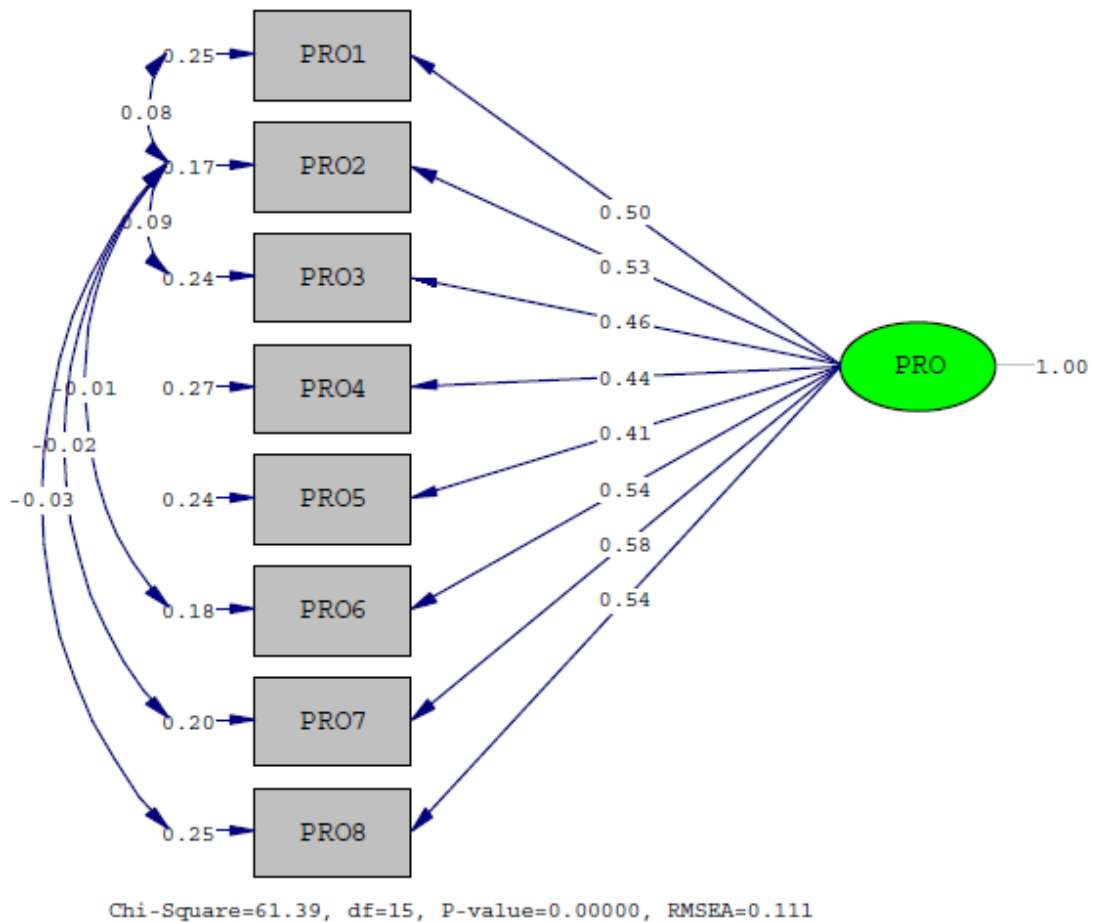 0.25 PRO1
0.08
0.17 PRO2
0.09
0.24 PRO3
0.27 PRO4
-0.01
-0.02
-0.03
0.24 PRO5
0.18 PRO6
0.20 PRO7
0.25 PRO8
0.50
0.53
0.46
0.44
0.41
0.54
0.58
0.54
PRO 1.00
Chi-Square=61.39, df=15, P-value=0.00000, RMSEA=0.111